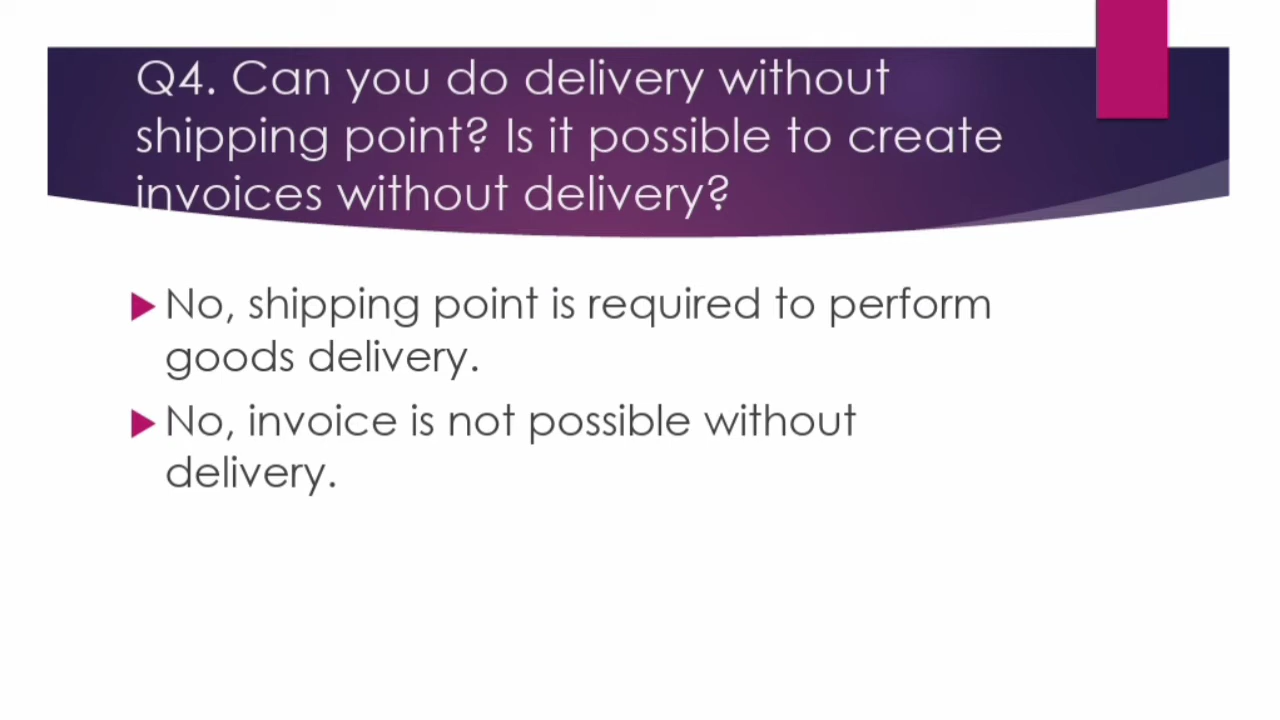 Q4. Can you do delivery without
shipping point? Is it possible to create
invoices without delivery?
No, shipping point is required to perform
goods delivery.
No, invoice is not possible without
delivery.